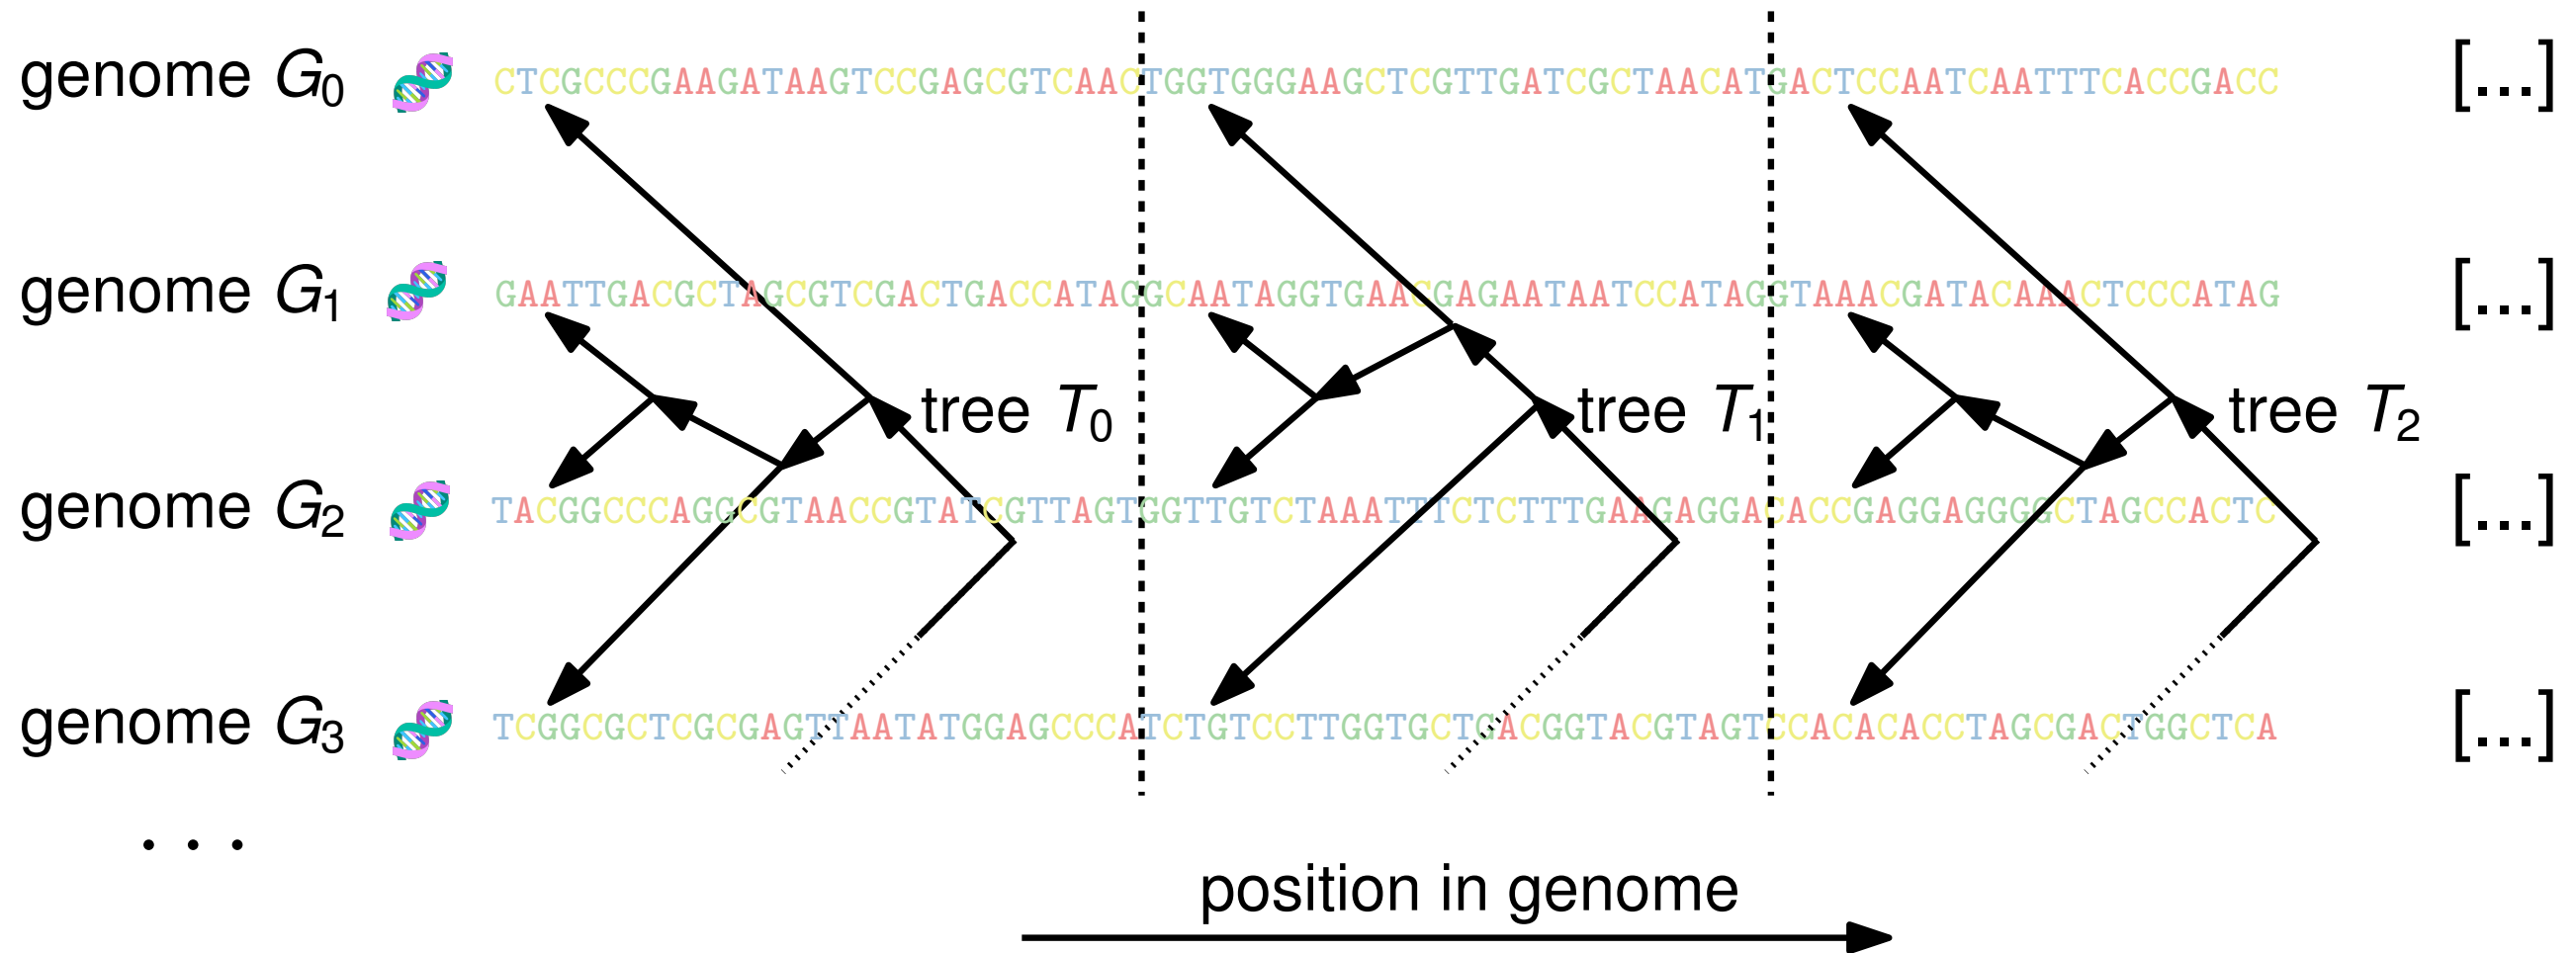 genome G0 CTCGCCCGAAGATAAGTCCGAGCGTCAACTGGTGGGAAGCTCGTTGATCGCTAACATGACTCCAATCAATTTCACCGACC [...]
genome G1 GAATTGACGCTAGCGTCGACTGACCATAGGCAATAGGTGAACGAGAATAATCCATAGGTAAACGATACAAACTCCCATAG [...]
tree T0 tree T1 tree T2
genome G2 TACGGCCCAGGCGTAACCGTATCGTTAGTGGTTGTCTAAATTTCTCTTTGAAGAGGACACCGAGGAGGGGCTAGCCACTC [...]
genome G3 TCGGCGCTCGCGAGTTAATATGGAGCCCATCTGTCCTTGGTGCTGACGGTACGTAGTCCACACACCTAGCGACTGGCTCA [...]
. . .
position in genome